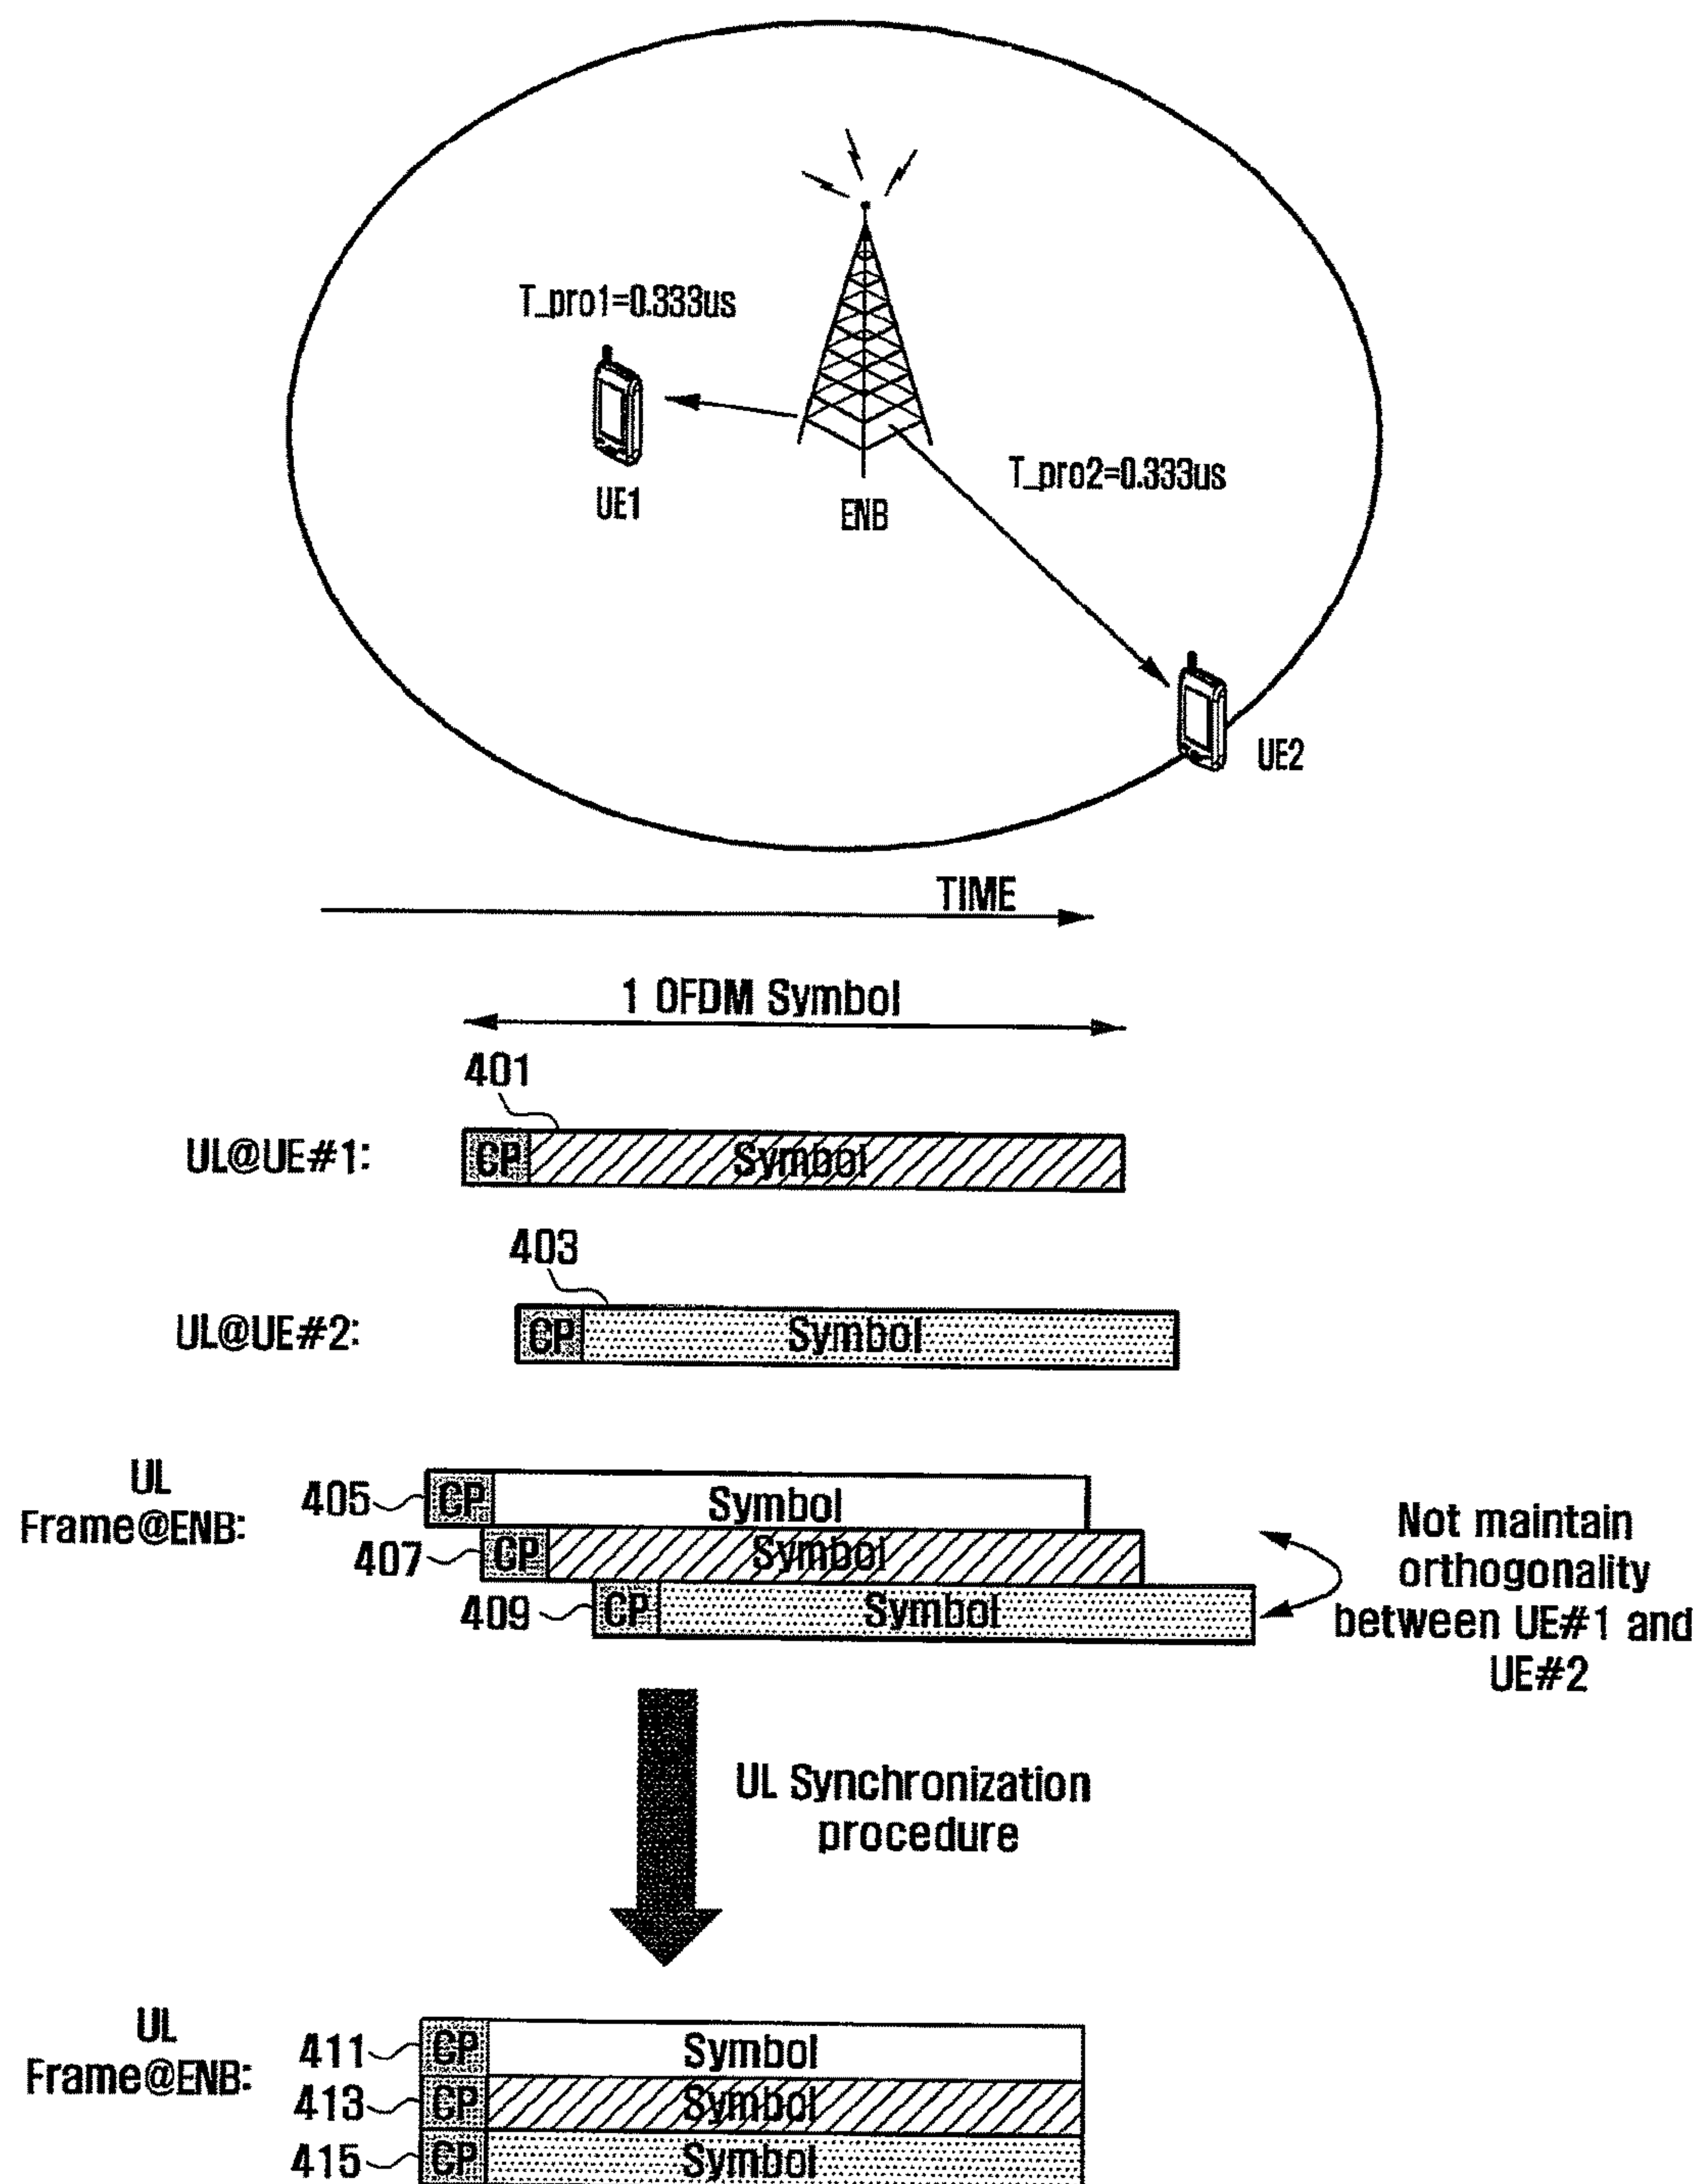 T_pro1=0.333us
T_pro2=0.333us
UE1
ENB
UE2
TIME
1 OFDM Symbol
401
UL@UE#1:
CP
Symbol
403
UL@UE#2:
CP
Symbol
UL
Frame@ENB:
405
CP
Symbol
407
CP
Symbol
409
CP
Symbol
Not maintain
orthogonality
between UE#1 and
UE#2
UL Synchronization
procedure
UL
Frame@ENB:
411
CP
Symbol
413
CP
Symbol
415
CP
Symbol